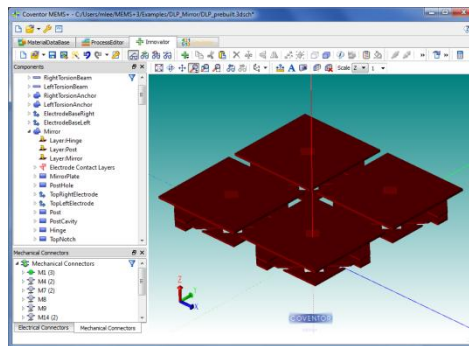 Coventor MEMS+ - C:/Users/mlee/MEMS+3/Examples/DLP_Mirror/DLP_prebuilt.3dsch*
MaterialDataBase
ProcessEditor
Innovator
Scale Z 1
Components
RightTorsionBeam
LeftTorsionBeam
RightTorsionAnchor
LeftTorsionAnchor
ElectrodeBaseRight
ElectrodeBaseLeft
Mirror
Layer:Hinge
Layer:Post
Layer:Mirror
Electrode Contact Layers
MirrorPlate
PostHole
TopRightElectrode
TopLeftElectrode
Post
PostCavity
Hinge
TopNotch
Mechanical Connectors
Mechanical Connectors
M1 (3)
M4 (2)
M7 (2)
M8
M9
M14 (2)
Electrical Connectors
Mechanical Connectors
Z
Y
X
COVENTOR